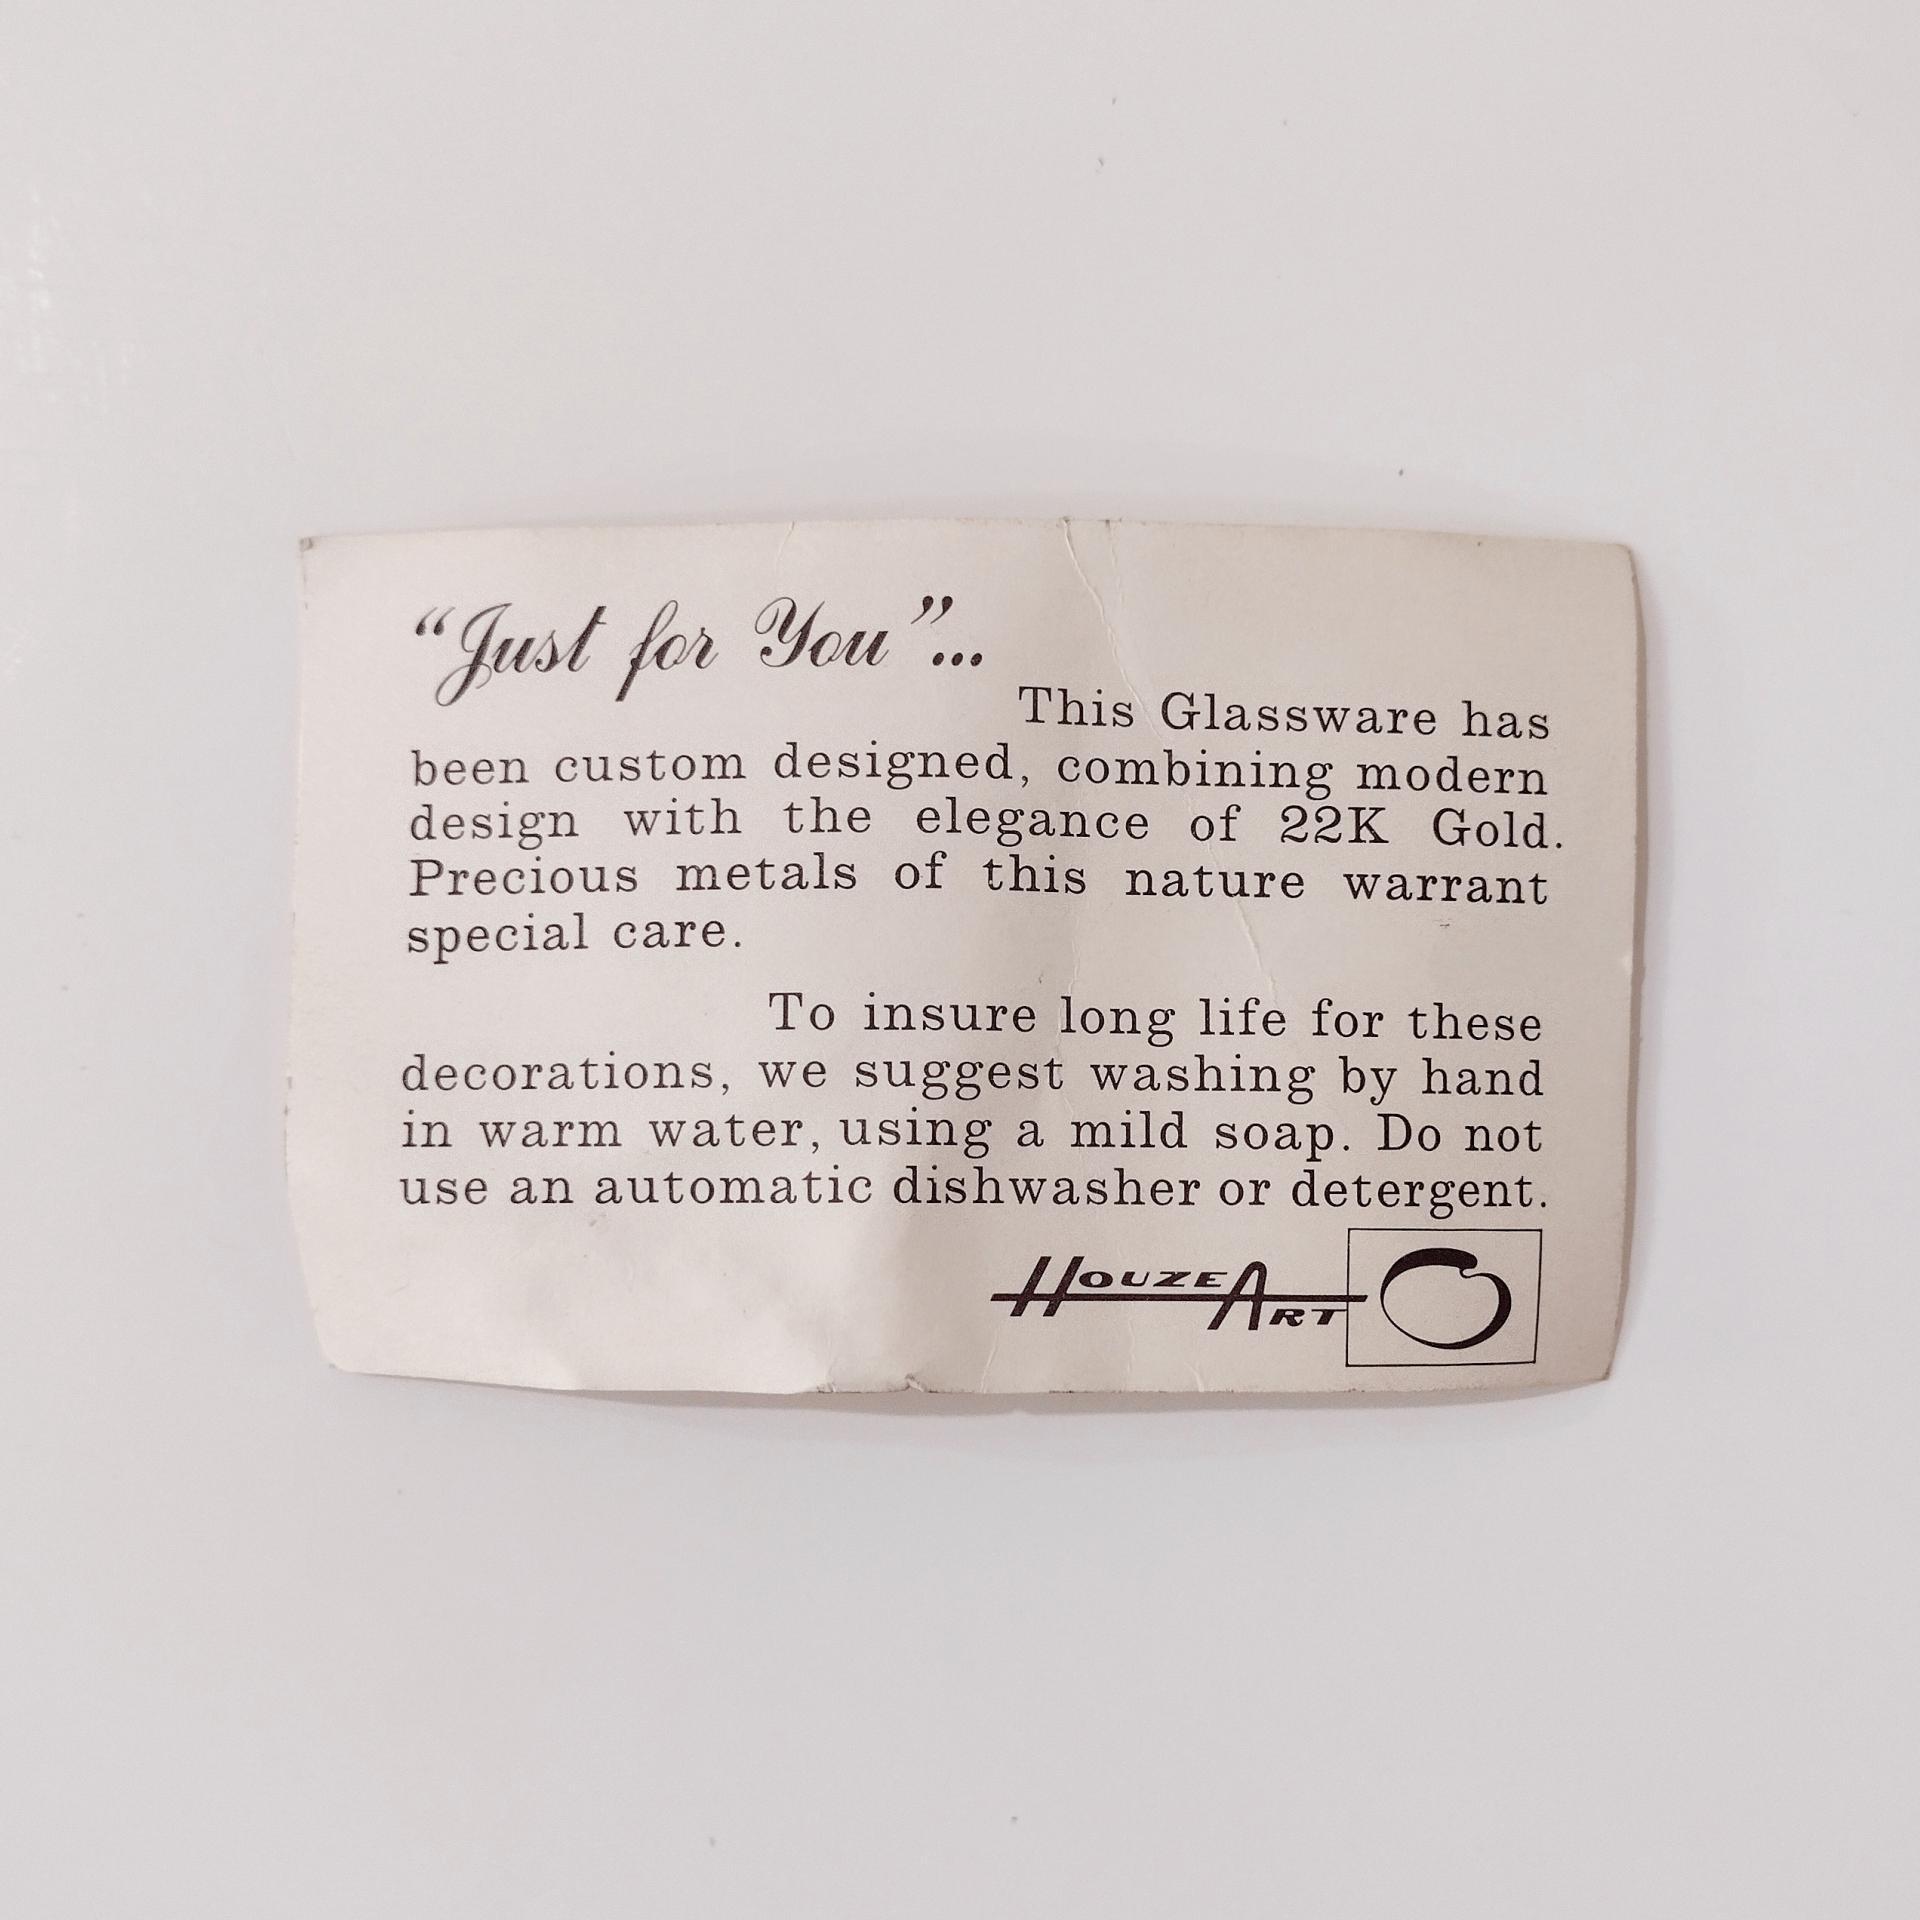 “Just for You”...
This Glassware has
been custom designed, combining modern
design with the elegance of 22K Gold.
Precious metals of this nature warrant
special care.
To insure long life for these
decorations, we suggest washing by hand
in warm water, using a mild soap. Do not
use an automatic dishwasher or detergent.
HOUZE ART